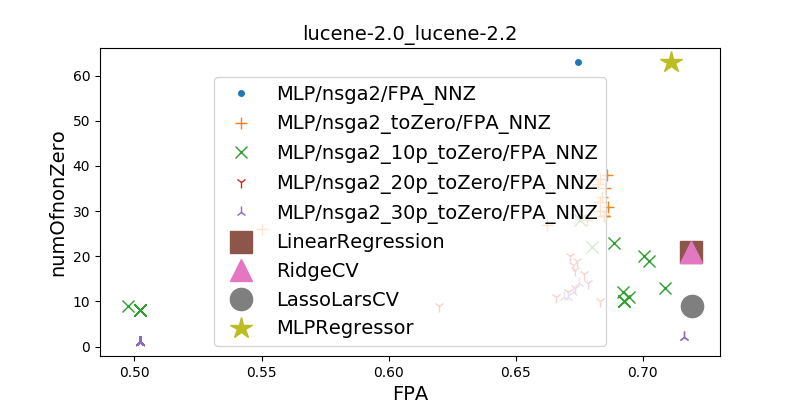 lucene-2.0_lucene-2.2
60
50
40
30
20
10
0
numOfnonZero
MLP/nsga2/FPA_NNZ
MLP/nsga2_toZero/FPA_NNZ
MLP/nsga2_10p_toZero/FPA_NNZ
MLP/nsga2_20p_toZero/FPA_NNZ
MLP/nsga2_30p_toZero/FPA_NNZ
LinearRegression
RidgeCV
LassoLarsCV
MLPRegressor
0.50 0.55 0.60 0.65 0.70
FPA